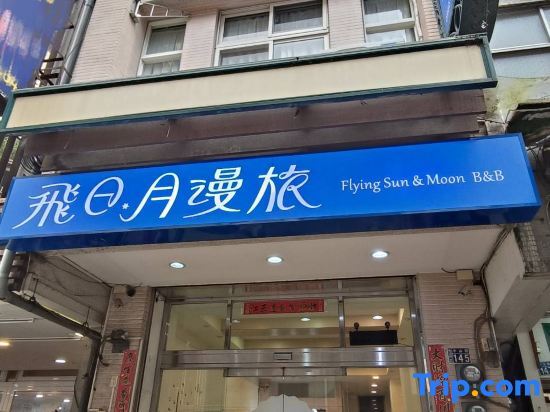 飛日月漫旅 Flying Sun & Moon B&B
145
Trip.com